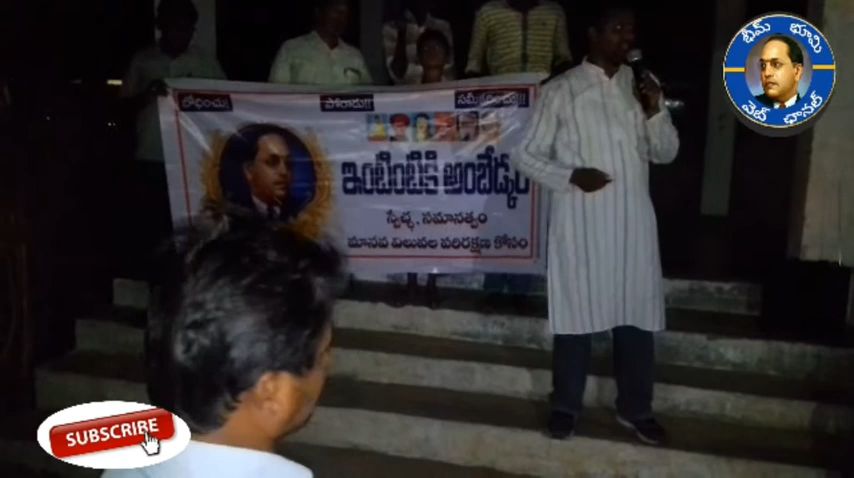 బోధించు! పోరాడు!! సమీకరించు!!
ఇంటింటికి అంబేద్కర్
స్వేచ్ఛ, సమానత్వం
మానవ విలువల పరిరక్షణ కోసం
భీమ్ భూమి
వెబ్ ఛానల్
SUBSCRIBE